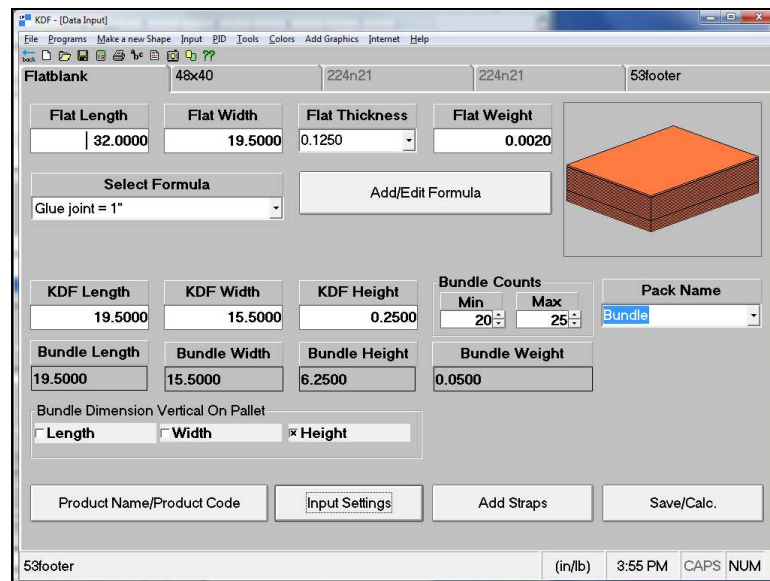 KDF - [Data Input]
File Programs Make a new Shape Input PID Tools Colors Add Graphics Internet Help
back ??
Flatblank 48x40 224n21 224n21 53footer
Flat Length Flat Width Flat Thickness Flat Weight
32.0000 19.5000 0.1250 0.0020
Select Formula
Add/Edit Formula
Glue joint = 1"
Bundle Counts
KDF Length KDF Width KDF Height Min Max Pack Name
19.5000 15.5000 0.2500 20 25 Bundle
Bundle Length Bundle Width Bundle Height Bundle Weight
19.5000 15.5000 6.2500 0.0500
Bundle Dimension Vertical On Pallet
Length Width Height
Product Name/Product Code Input Settings Add Straps Save/Calc.
53footer (in/lb) 3:55 PM CAPS NUM